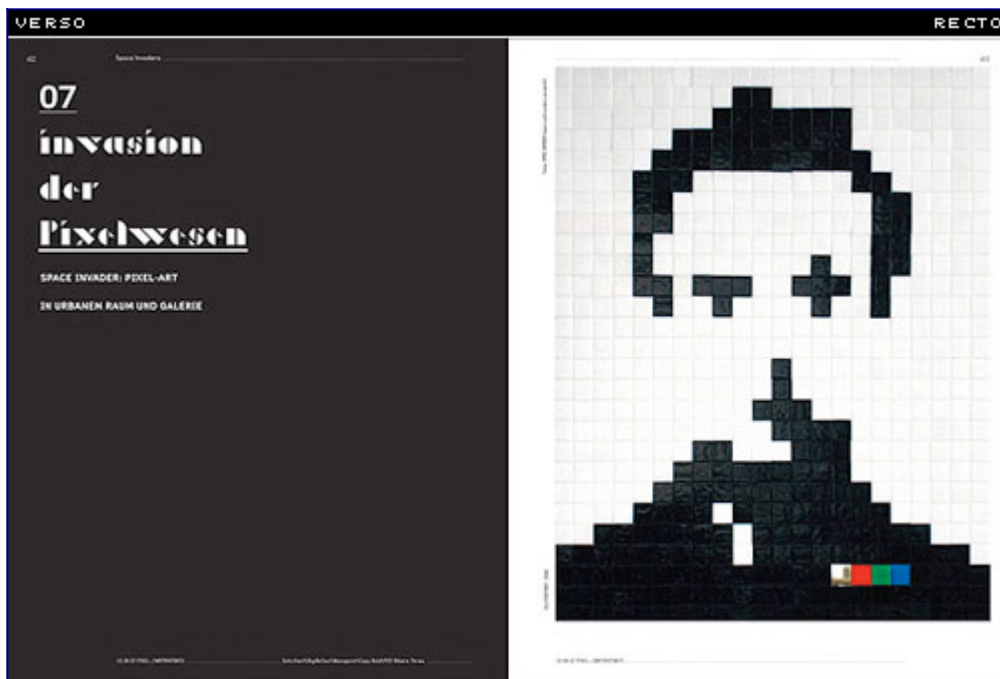 VERSO
RECTO
Space Invaders
07
invasion
der
Pixelwesen
SPACE INVADER: PIXEL-ART
IN URBANEN RAUM UND GALERIE